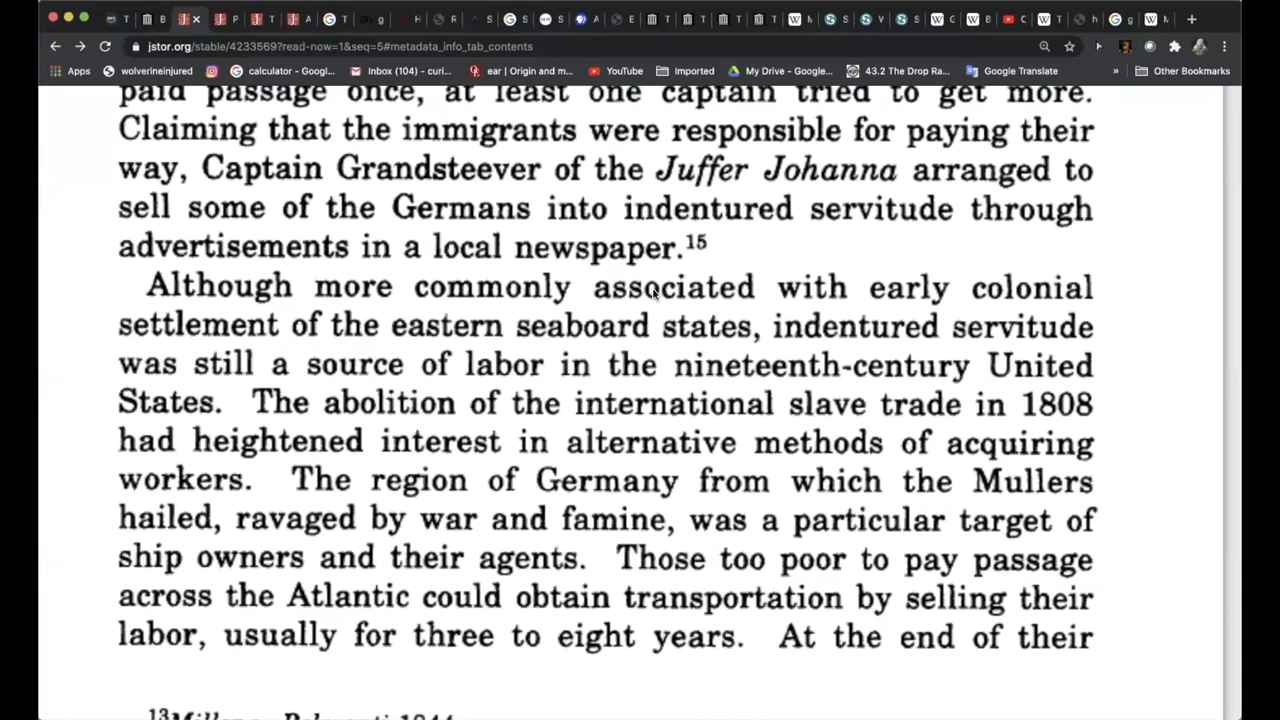 T
B
J
P
T
T
A
T
g
H
R
S
S
T
S
A
E
T
T
T
T
W
S
V
S
G
B
C
T
h
g
M
jstor.org/stable/4233569?read-now=1&seq=5#metadata_info_tab_contents
Apps
wolverineinjured
calculator - Googl...
Inbox (104) - curi...
ear | Origin and m...
YouTube
Imported
My Drive - Google...
43.2 The Drop Ra...
Google Translate
»
Other Bookmarks
paid passage once, at least one captain tried to get more.
Claiming that the immigrants were responsible for paying their
way, Captain Grandsteever of the Juffer Johanna arranged to
sell some of the Germans into indentured servitude through
advertisements in a local newspaper.15
Although more commonly associated with early colonial
settlement of the eastern seaboard states, indentured servitude
was still a source of labor in the nineteenth-century United
States. The abolition of the international slave trade in 1808
had heightened interest in alternative methods of acquiring
workers. The region of Germany from which the Mullers
hailed, ravaged by war and famine, was a particular target of
ship owners and their agents. Those too poor to pay passage
across the Atlantic could obtain transportation by selling their
labor, usually for three to eight years. At the end of their